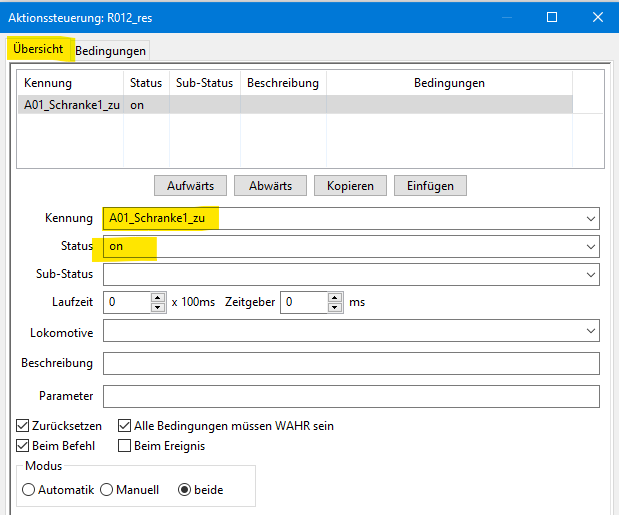 Aktionssteuerung: R012_res
Übersicht Bedingungen
Kennung Status Sub-Status Beschreibung Bedingungen
A01_Schranke1_zu on
Aufwärts Abwärts Kopieren Einfügen
Kennung A01_Schranke1_zu
Status on
Sub-Status
Laufzeit 0 x 100ms Zeitgeber 0 ms
Lokomotive
Beschreibung
Parameter
Zurücksetzen Alle Bedingungen müssen WAHR sein
Beim Befehl Beim Ereignis
Modus
Automatik Manuell beide